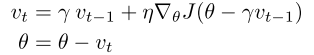 v_t = γ v_{t−1} + η∇_θ J(θ − γv_{t−1})
θ = θ − v_t